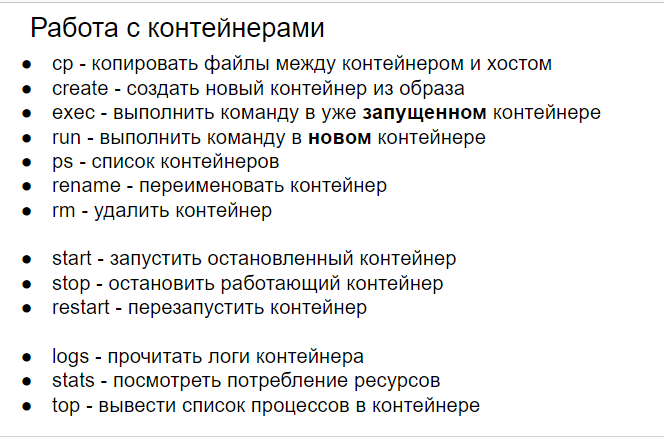 Работа с контейнерами
● cp - копировать файлы между контейнером и хостом
● create - создать новый контейнер из образа
● exec - выполнить команду в уже запущенном контейнере
● run - выполнить команду в новом контейнере
● ps - список контейнеров
● rename - переименовать контейнер
● rm - удалить контейнер
● start - запустить остановленный контейнер
● stop - остановить работающий контейнер
● restart - перезапустить контейнер
● logs - прочитать логи контейнера
● stats - посмотреть потребление ресурсов
● top - вывести список процессов в контейнере